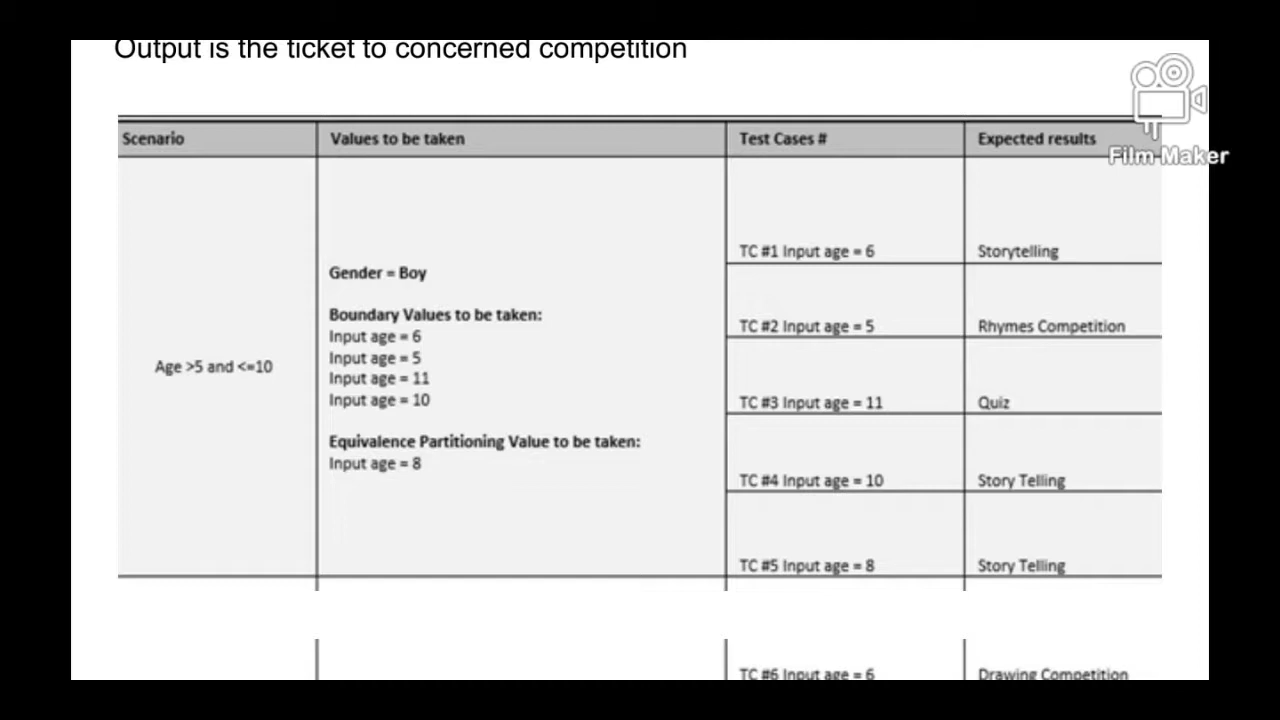 Output is the ticket to concerned competition
Film Maker
Scenario
Values to be taken
Test Cases #
Expected results
Age >5 and <=10
Gender = Boy
Boundary Values to be taken:
Input age = 6
Input age = 5
Input age = 11
Input age = 10
Equivalence Partitioning Value to be taken:
Input age = 8
TC #1 Input age = 6
Storytelling
TC #2 Input age = 5
Rhymes Competition
TC #3 Input age = 11
Quiz
TC #4 Input age = 10
Story Telling
TC #5 Input age = 8
Story Telling
TC #6 Input age = 6
Drawing Competition